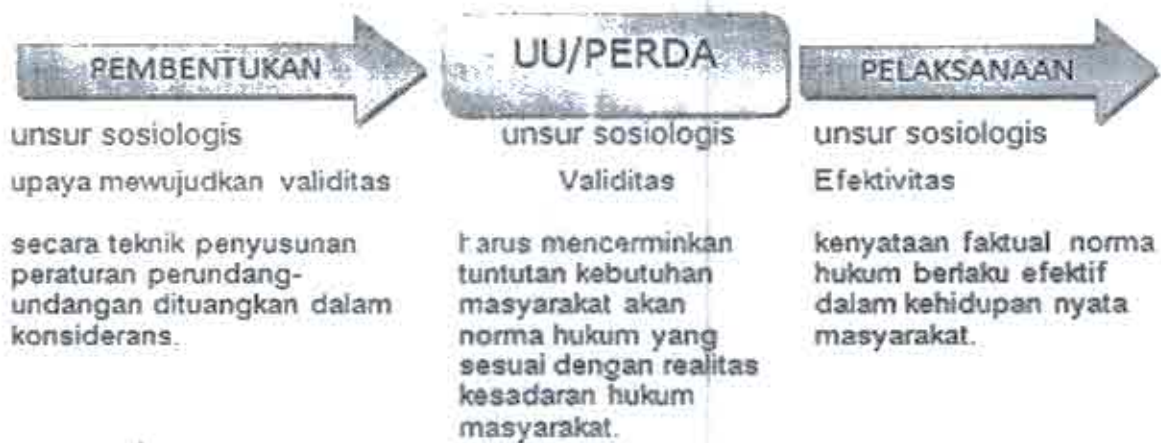 PEMBENTUKAN
unsur sosiologis
upaya mewujudkan validitas
secara teknik penyusunan
peraturan perundang-
undangan dituangkan dalam
konsiderans.
UU/PERDA
unsur sosiologis
Validitas
harus mencerminkan
tuntutan kebutuhan
masyarakat akan
norma hukum yang
sesuai dengan realitas
kesadaran hukum
masyarakat.
PELAKSANAAN
unsur sosiologis
Efektivitas
kenyataan faktual norma
hukum berlaku efektif
dalam kehidupan nyata
masyarakat.